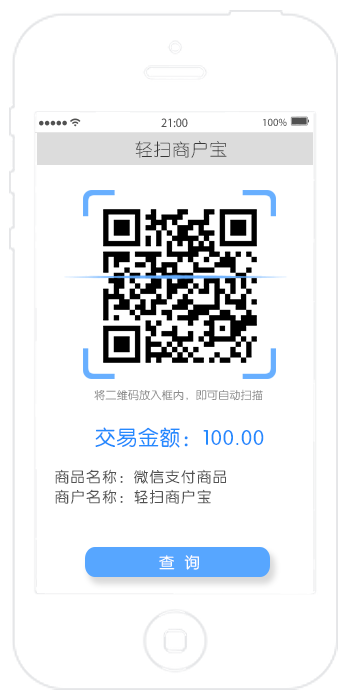 21:00
100%
轻扫商户宝
将二维码放入框内，即可自动扫描
交易金额：100.00
商品名称：微信支付商品
商户名称：轻扫商户宝
查 询